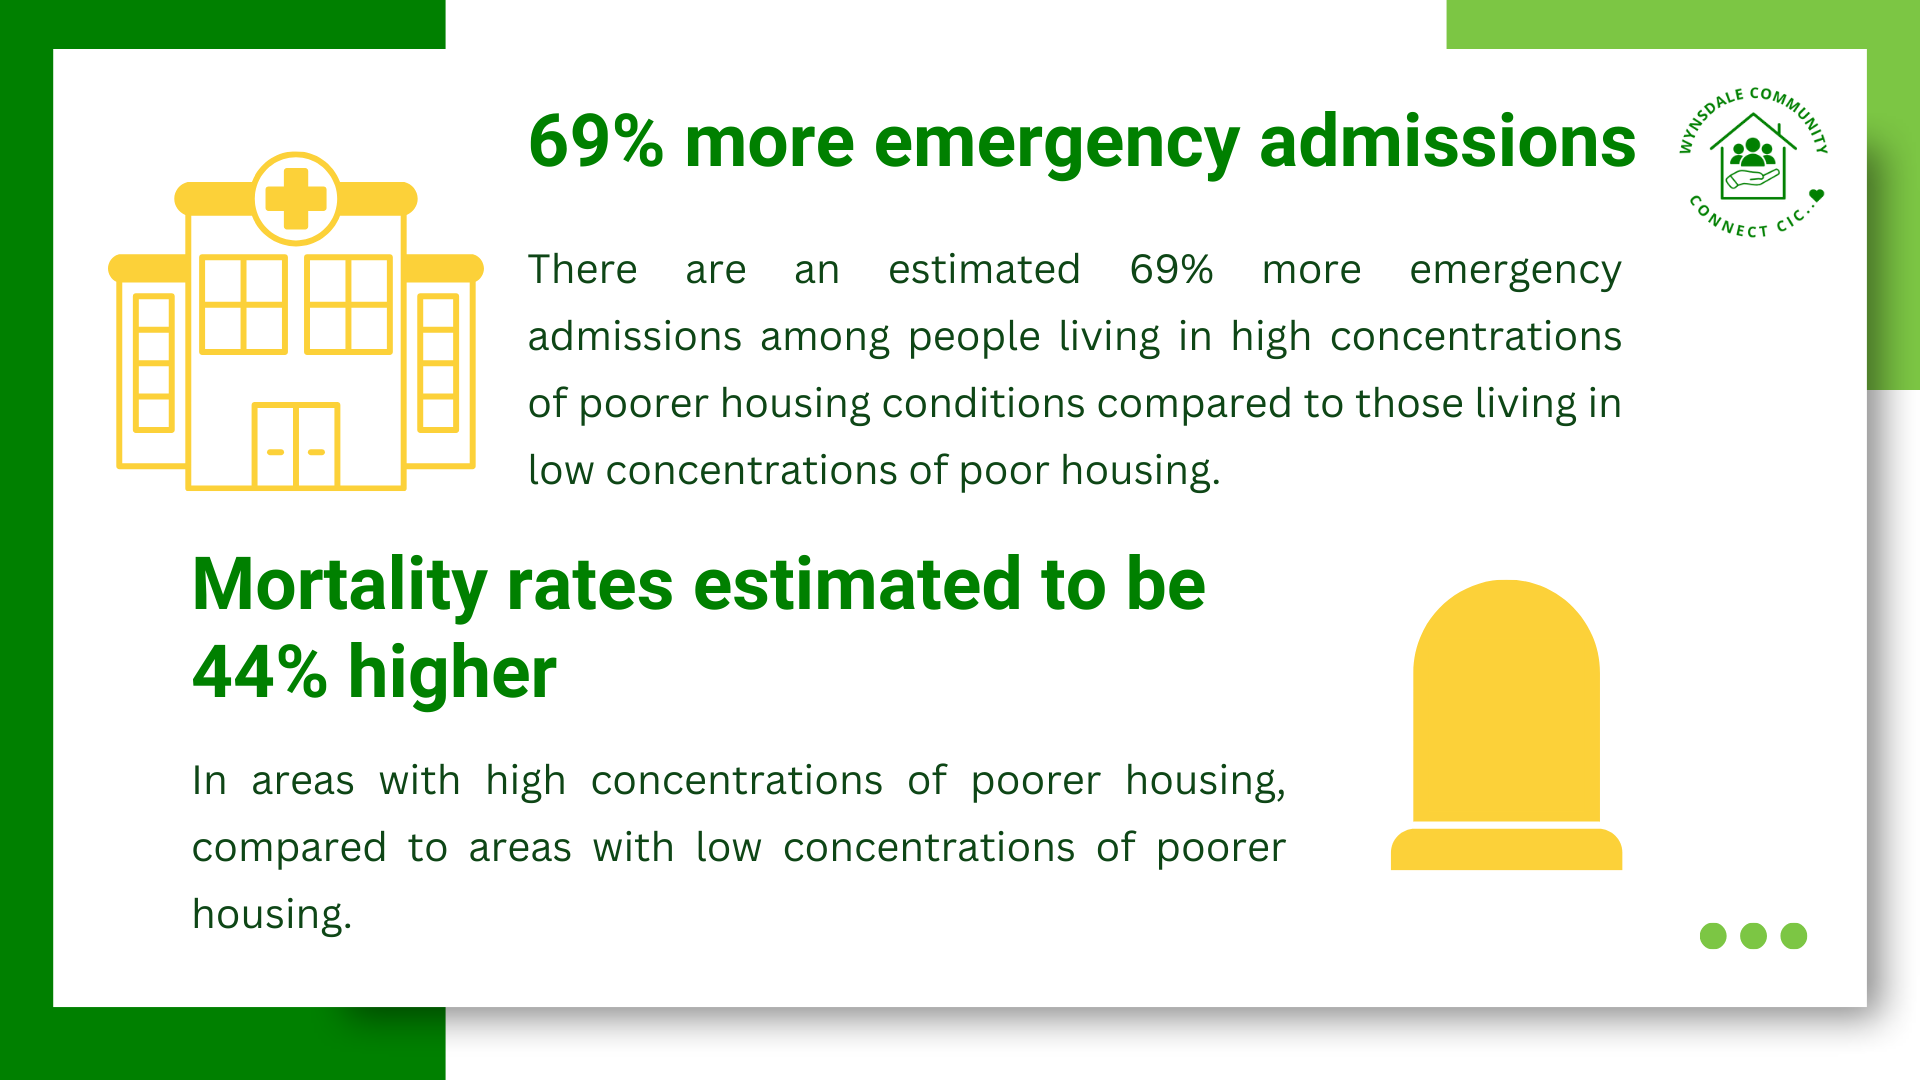 69% more emergency admissions
WYNSDALE COMMUNITY
CONNECT CIC..
There are an estimated 69% more emergency
admissions among people living in high concentrations
of poorer housing conditions compared to those living in
low concentrations of poor housing.
Mortality rates estimated to be
44% higher
In areas with high concentrations of poorer housing,
compared to areas with low concentrations of poorer
housing.